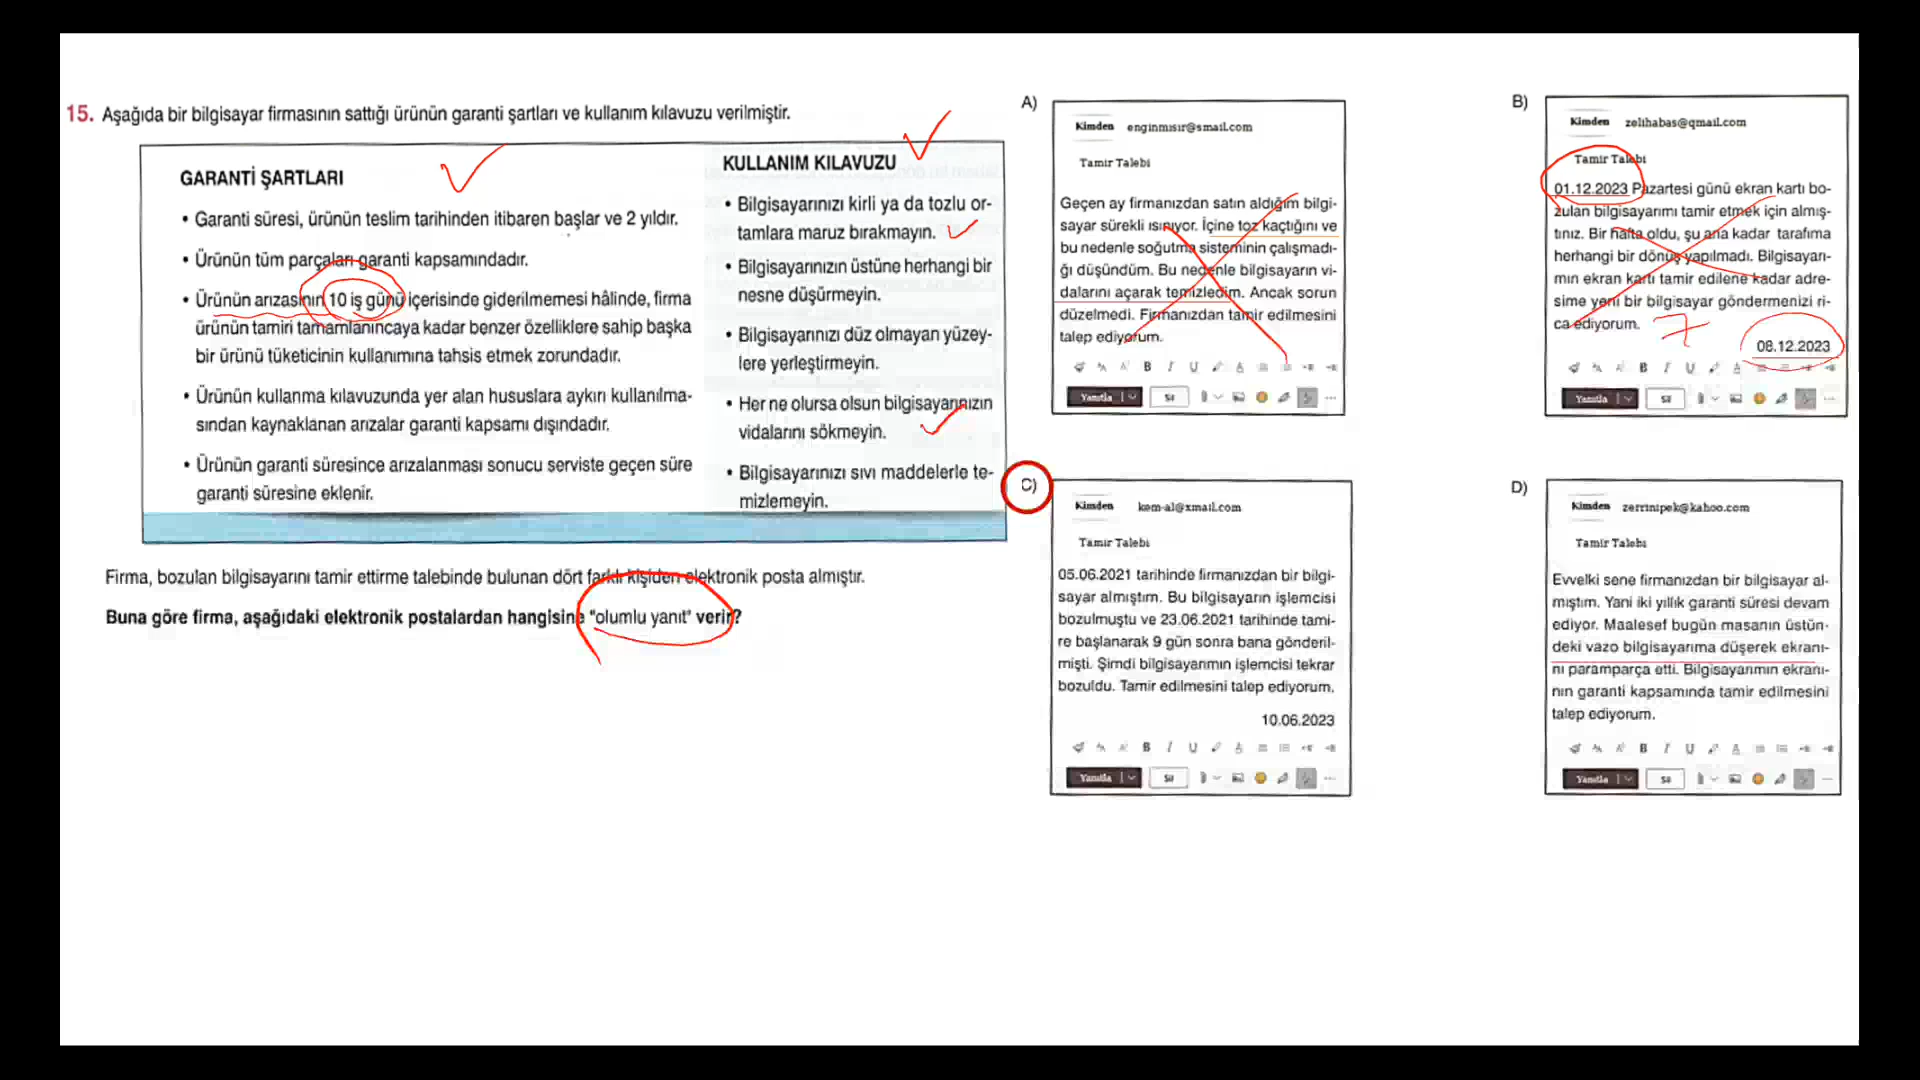 15. Aşağıda bir bilgisayar firmasının sattığı ürünün garanti şartları ve kullanım kılavuzu verilmiştir.
GARANTİ ŞARTLARI
• Garanti süresi, ürünün teslim tarihinden itibaren başlar ve 2 yıldır.
• Ürünün tüm parçaları garanti kapsamındadır.
• Ürünün arızasının 10 iş günü içerisinde giderilmemesi hâlinde, firma
ürünün tamiri tamamlanıncaya kadar benzer özelliklere sahip başka
bir ürünü tüketicinin kullanımına tahsis etmek zorundadır.
• Ürünün kullanma kılavuzunda yer alan hususlara aykırı kullanılma-
sından kaynaklanan arızalar garanti kapsamı dışındadır.
• Ürünün garanti süresince arızalanması sonucu serviste geçen süre
garanti süresine eklenir.
KULLANIM KILAVUZU
• Bilgisayarınızı kirli ya da tozlu or-
tamlara maruz bırakmayın.
• Bilgisayarınızın üstüne herhangi bir
nesne düşürmeyin.
• Bilgisayarınızı düz olmayan yüzey-
lere yerleştirmeyin.
• Her ne olursa olsun bilgisayarınızın
vidalarını sökmeyin.
• Bilgisayarınızı sıvı maddelerle te-
mizlemeyin.
Firma, bozulan bilgisayarını tamir ettirme talebinde bulunan dört farklı kişiden elektronik posta almıştır.
Buna göre firma, aşağıdaki elektronik postalardan hangisine "olumlu yanıt" verir?
A)
Kimden enginmisir@smail.com
Tamir Talebi
Geçen ay firmanızdan satın aldığım bilgi-
sayar sürekli ısınıyor. İçine toz kaçtığını ve
bu nedenle soğutma sisteminin çalışmadı-
ğı düşündüm. Bu nedenle bilgisayarın vi-
dalarını açarak temizledim. Ancak sorun
düzelmedi. Firmanızdan tamir edilmesini
talep ediyorum.
B I U
Yanıtla Sil
B)
Kimden zelihabas@qmail.com
Tamir Talebi
01.12.2023 Pazartesi günü ekran kartı bo-
zulan bilgisayarımı tamir etmek için almış-
tınız. Bir hafta oldu, şu ana kadar tarafıma
herhangi bir dönüş yapılmadı. Bilgisayarı-
mın ekran kartı tamir edilene kadar adre-
sime yeni bir bilgisayar göndermenizi ri-
ca ediyorum.
7
08.12.2023
B I U
Yanıtla Sil
C)
Kimden kem-al@xmail.com
Tamir Talebi
05.06.2021 tarihinde firmanızdan bir bilgi-
sayar almıştım. Bu bilgisayarın işlemcisi
bozulmuştu ve 23.06.2021 tarihinde tami-
re başlanarak 9 gün sonra bana gönderil-
mişti. Şimdi bilgisayarımın işlemcisi tekrar
bozuldu. Tamir edilmesini talep ediyorum.
10.06.2023
B I U
Yanıtla Sil
D)
Kimden zerrinipek@kahoo.com
Tamir Talebi
Evvelki sene firmanızdan bir bilgisayar al-
mıştım. Yani iki yıllık garanti süresi devam
ediyor. Maalesef bugün masanın üstün-
deki vazo bilgisayarıma düşerek ekranı-
nı paramparça etti. Bilgisayarımın ekranı-
nın garanti kapsamında tamir edilmesini
talep ediyorum.
B I U
Yanıtla Sil